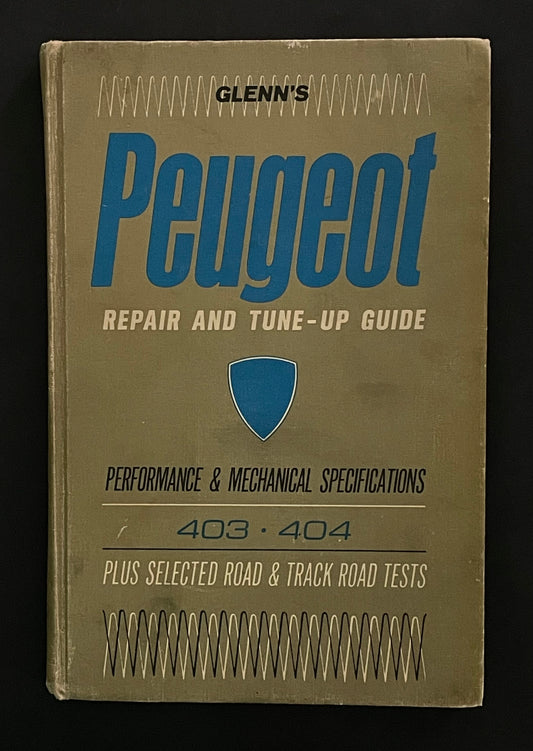 GLENN'S
Peugeot
REPAIR AND TUNE-UP GUIDE
PERFORMANCE & MECHANICAL SPECIFICATIONS
403 · 404
PLUS SELECTED ROAD & TRACK ROAD TESTS